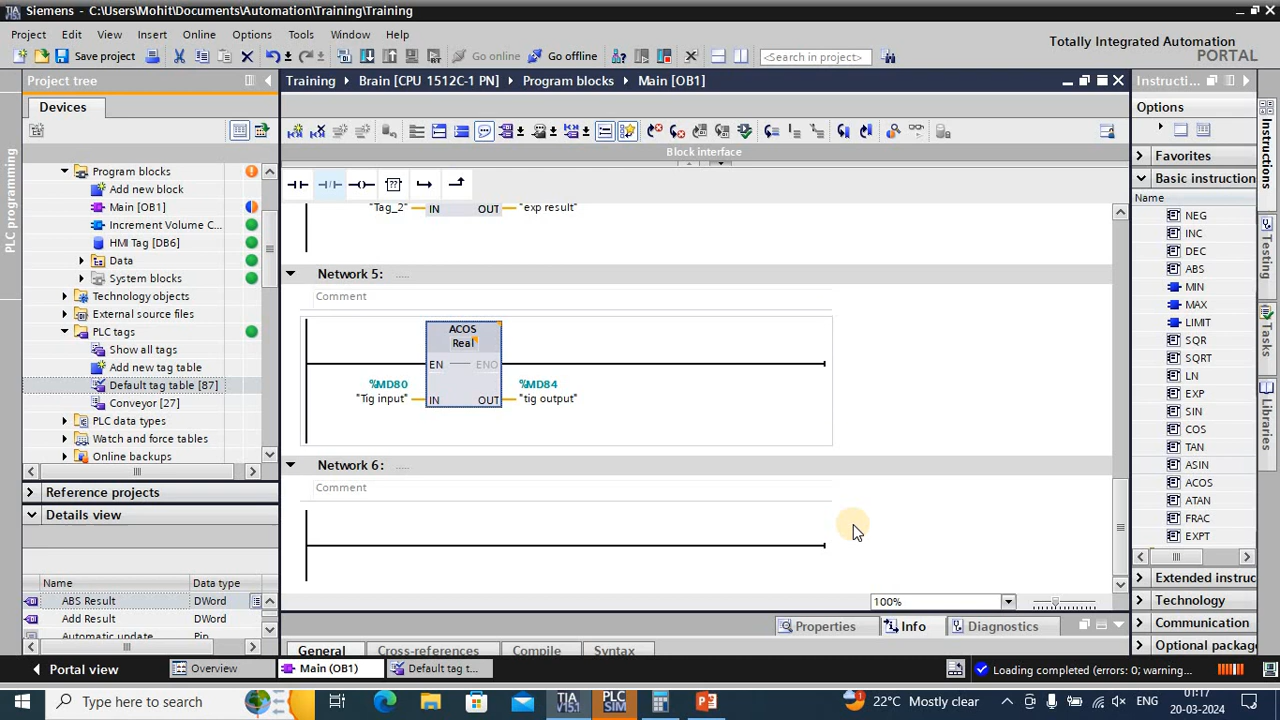 Siemens - C:\Users\Mohit\Documents\Automation\Training\Training
Project Edit View Insert Online Options Tools Window Help
Totally Integrated Automation
PORTAL
Save project
Go online
Go offline
<Search in project>
Project tree
Training
Brain [CPU 1512C-1 PN]
Program blocks
Main [OB1]
Instructi...
Devices
Options
Block interface
Favorites
Basic instruction
Name
Program blocks
Add new block
Main [OB1]
Increment Volume C...
HMI Tag [DB6]
Data
System blocks
Technology objects
External source files
PLC tags
Show all tags
Add new tag table
Default tag table [87]
Conveyor [27]
PLC data types
Watch and force tables
Online backups
Reference projects
Details view
Name Data type
ABS Result DWord
Add Result DWord
Automatic update Pip
"Tag_2" IN OUT "exp result"
Network 5: .....
Comment
ACOS
Real
EN ENO
%MD80 %MD84
"Tig input" IN OUT "tig output"
Network 6: .....
Comment
100%
NEG
INC
DEC
ABS
MIN
MAX
LIMIT
SQR
SQRT
LN
EXP
SIN
COS
TAN
ASIN
ACOS
ATAN
FRAC
EXPT
Extended instruc
Technology
Communication
Optional package
PLC programming
Instructions
Testing
Tasks
Libraries
Properties
Info
Diagnostics
General
Cross-references
Compile
Syntax
Portal view
Overview
Main (OB1)
Default tag t...
Loading completed (errors: 0; warning...
Type here to search
TIA
V15.1
PLC
SIM
22°C Mostly clear
ENG
01:17
20-03-2024